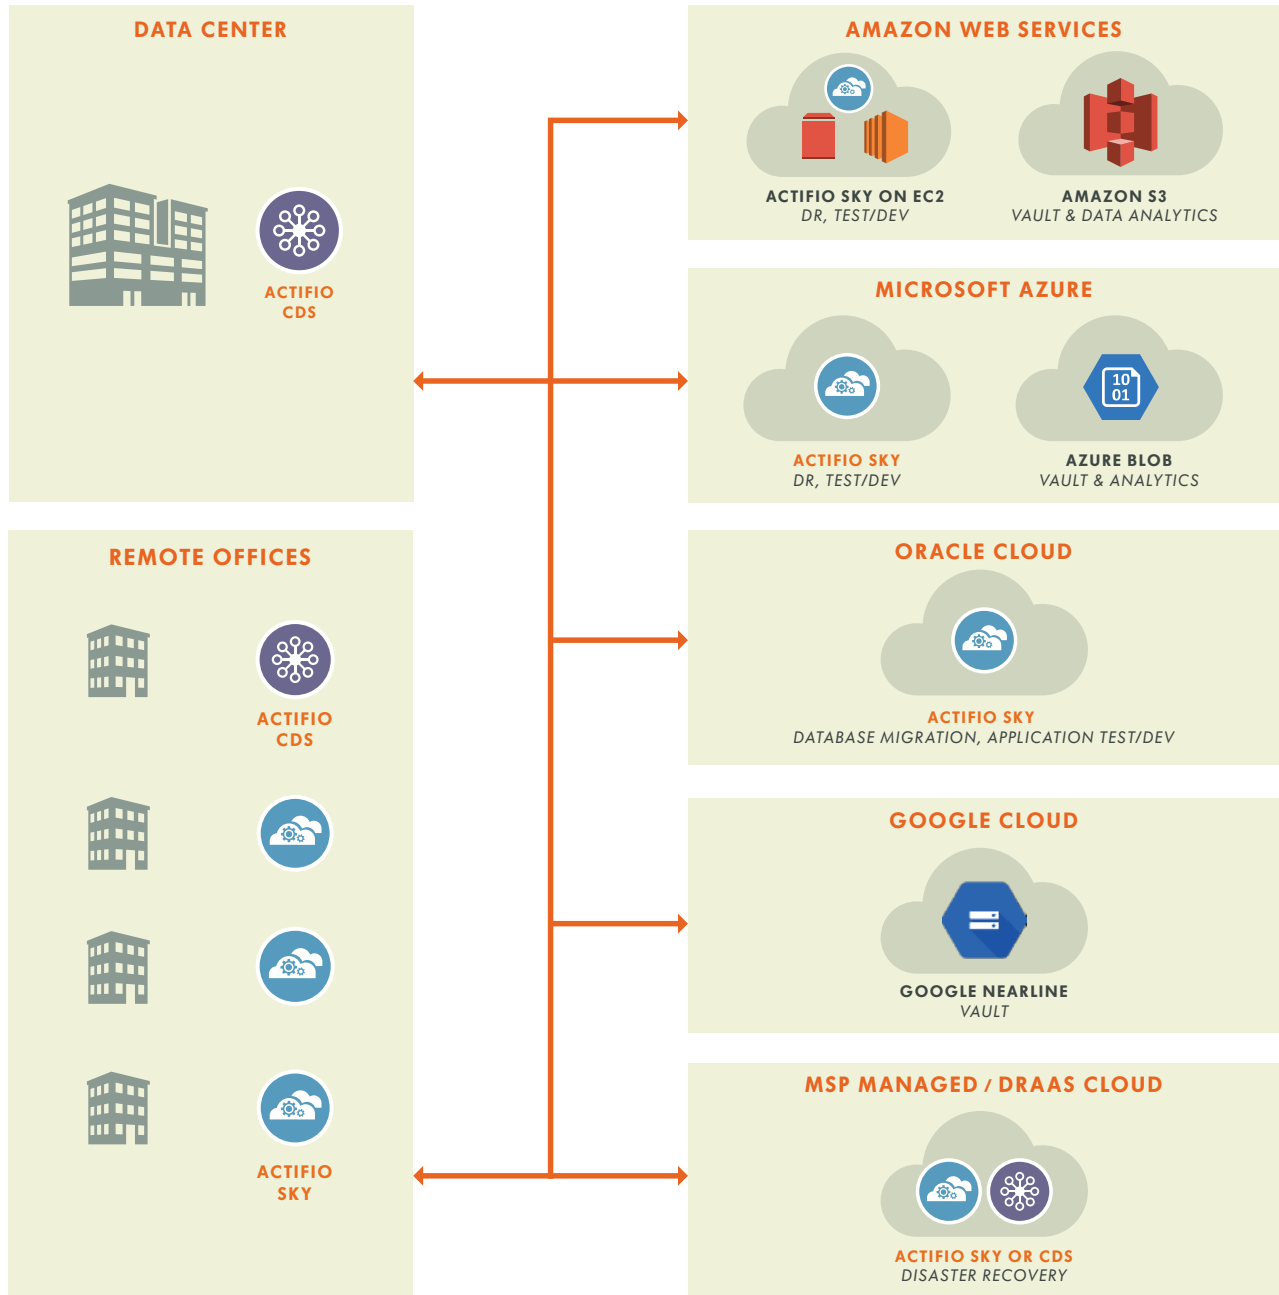 DATA CENTER
ACTIFIO
CDS
REMOTE OFFICES
ACTIFIO
CDS
ACTIFIO
SKY
AMAZON WEB SERVICES
ACTIFIO SKY ON EC2
DR, TEST/DEV
AMAZON S3
VAULT & DATA ANALYTICS
MICROSOFT AZURE
ACTIFIO SKY
DR, TEST/DEV
10
01
AZURE BLOB
VAULT & ANALYTICS
ORACLE CLOUD
ACTIFIO SKY
DATABASE MIGRATION, APPLICATION TEST/DEV
GOOGLE CLOUD
GOOGLE NEARLINE
VAULT
MSP MANAGED / DRAAS CLOUD
ACTIFIO SKY OR CDS
DISASTER RECOVERY